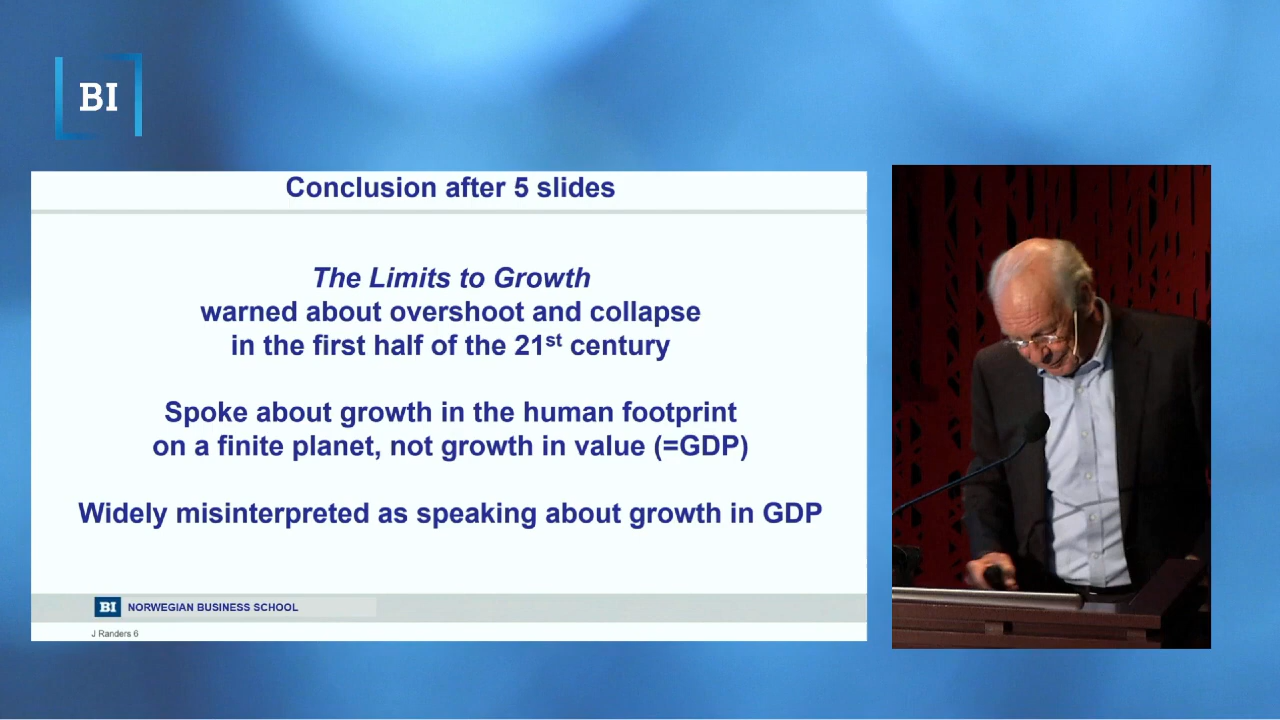 BI
Conclusion after 5 slides
The Limits to Growth
warned about overshoot and collapse
in the first half of the 21st century
Spoke about growth in the human footprint
on a finite planet, not growth in value (=GDP)
Widely misinterpreted as speaking about growth in GDP
BI NORWEGIAN BUSINESS SCHOOL
J Randers 6